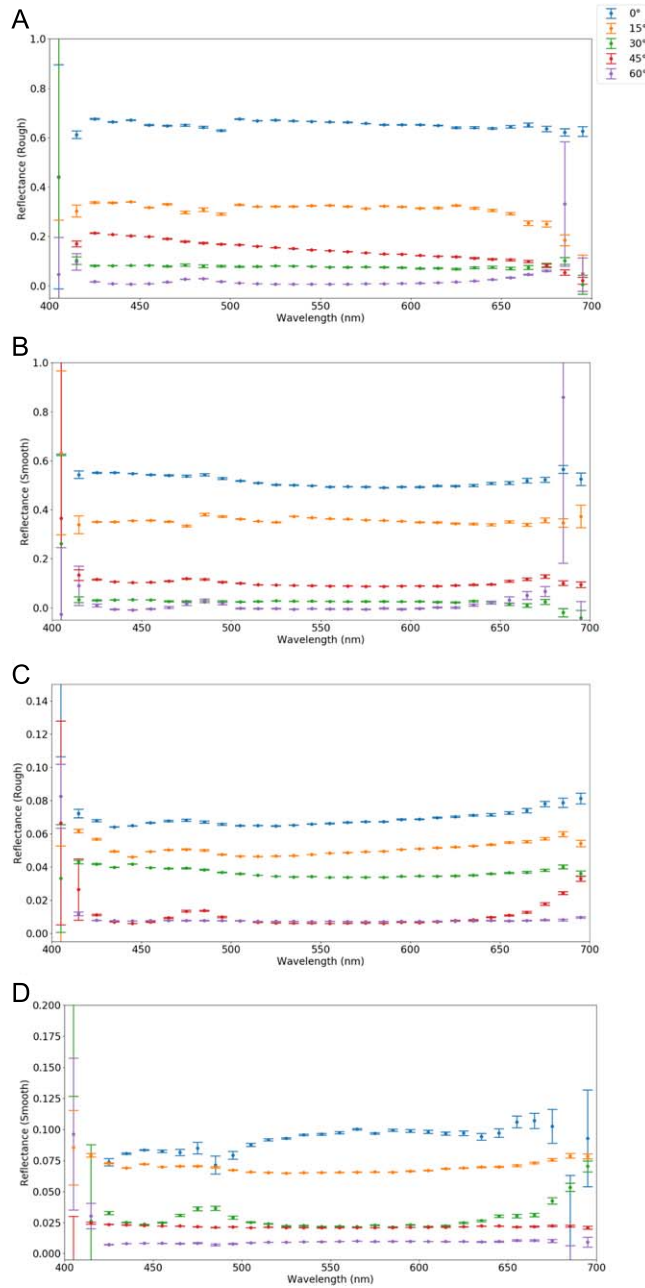 A
0°
15°
30°
45°
60°
1.0
0.8
0.6
0.4
0.2
0.0
Reflectance (Rough)
400 450 500 550 600 650 700
Wavelength (nm)
B
1.0
0.8
0.6
0.4
0.2
0.0
Reflectance (Smooth)
400 450 500 550 600 650 700
Wavelength (nm)
C
0.14
0.12
0.10
0.08
0.06
0.04
0.02
0.00
Reflectance (Rough)
400 450 500 550 600 650 700
Wavelength (nm)
D
0.200
0.175
0.150
0.125
0.100
0.075
0.050
0.025
0.000
Reflectance (Smooth)
400 450 500 550 600 650 700
Wavelength (nm)